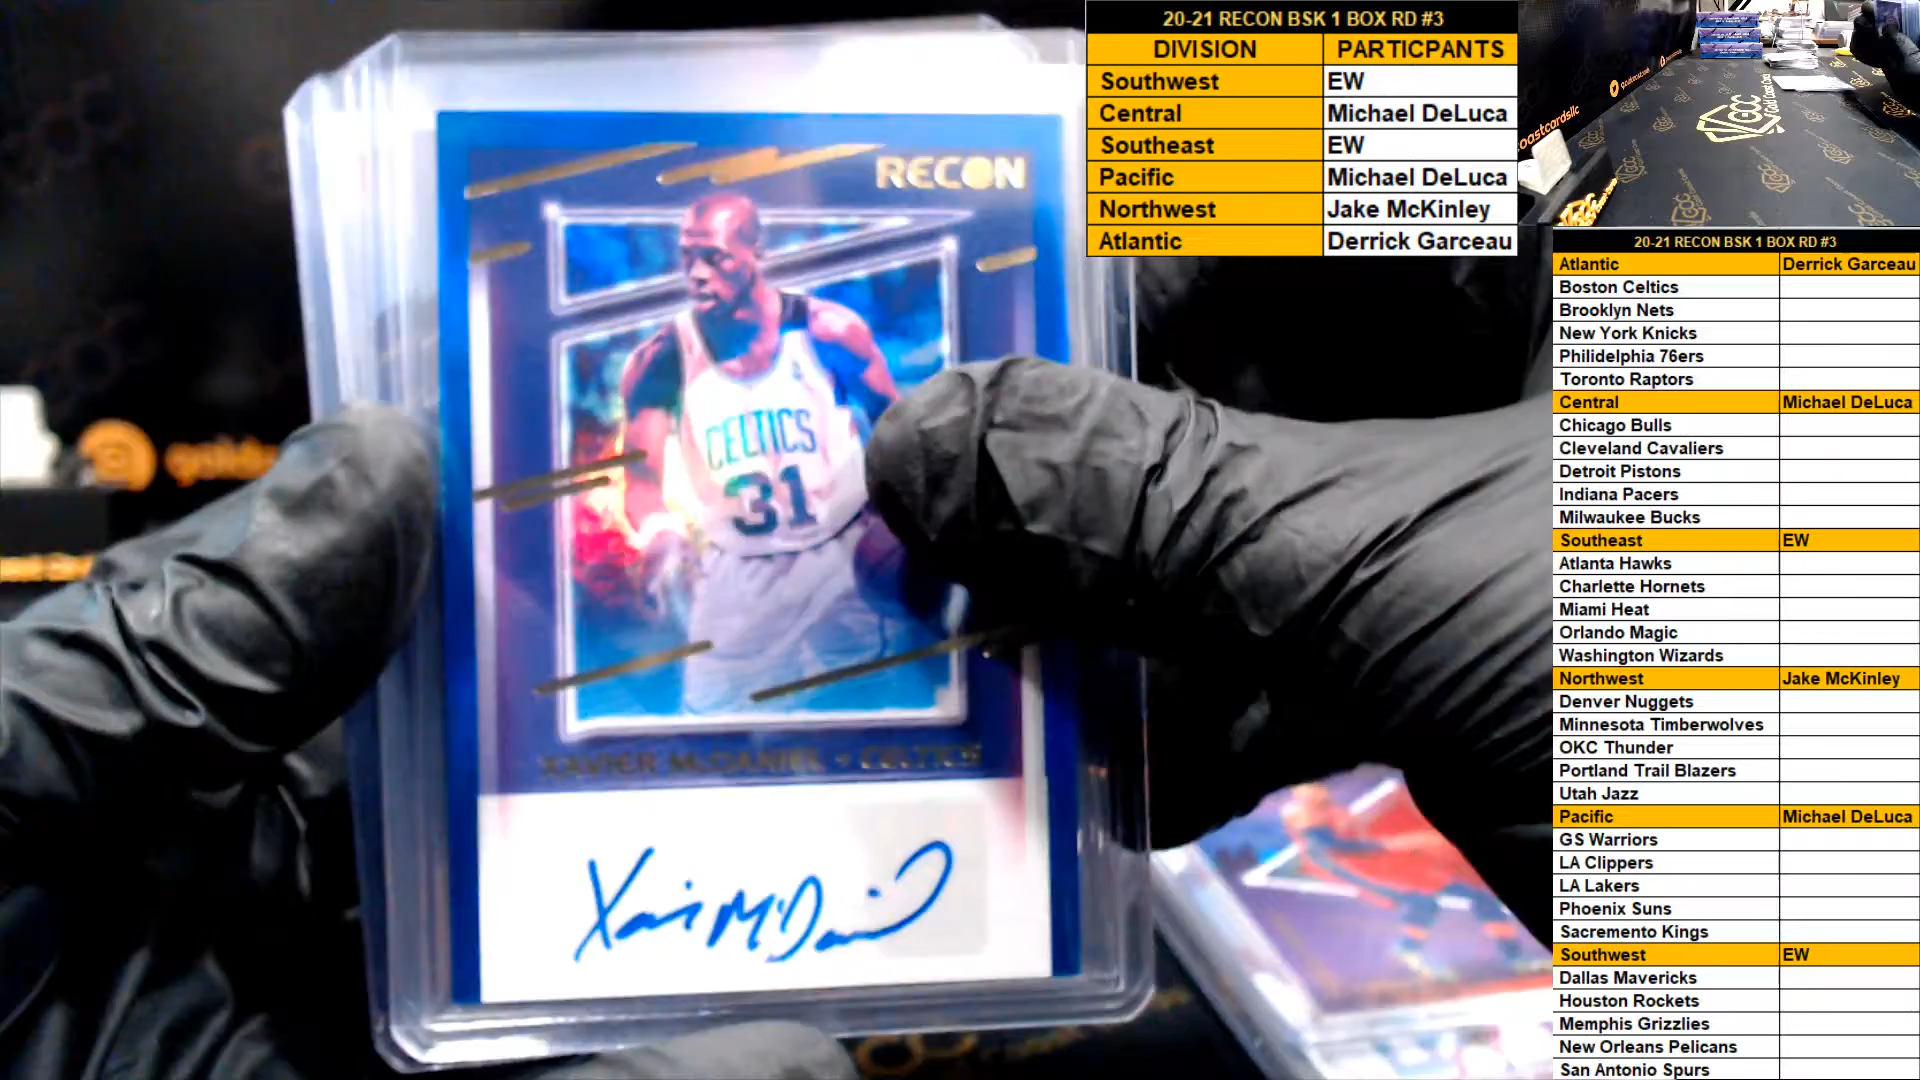 RECON
CELTICS
31
XAVIER McDANIEL • CELTICS
Xavier McDaniel
20-21 RECON BSK 1 BOX RD #3
DIVISION PARTICPANTS
Southwest EW
Central Michael DeLuca
Southeast EW
Pacific Michael DeLuca
Northwest Jake McKinley
Atlantic Derrick Garceau
oastcardsllc
GCC
Gold Coast
20-21 RECON BSK 1 BOX RD #3
Atlantic Derrick Garceau
Boston Celtics
Brooklyn Nets
New York Knicks
Philidelphia 76ers
Toronto Raptors
Central Michael DeLuca
Chicago Bulls
Cleveland Cavaliers
Detroit Pistons
Indiana Pacers
Milwaukee Bucks
Southeast EW
Atlanta Hawks
Charlette Hornets
Miami Heat
Orlando Magic
Washington Wizards
Northwest Jake McKinley
Denver Nuggets
Minnesota Timberwolves
OKC Thunder
Portland Trail Blazers
Utah Jazz
Pacific Michael DeLuca
GS Warriors
LA Clippers
LA Lakers
Phoenix Suns
Sacremento Kings
Southwest EW
Dallas Mavericks
Houston Rockets
Memphis Grizzlies
New Orleans Pelicans
San Antonio Spurs